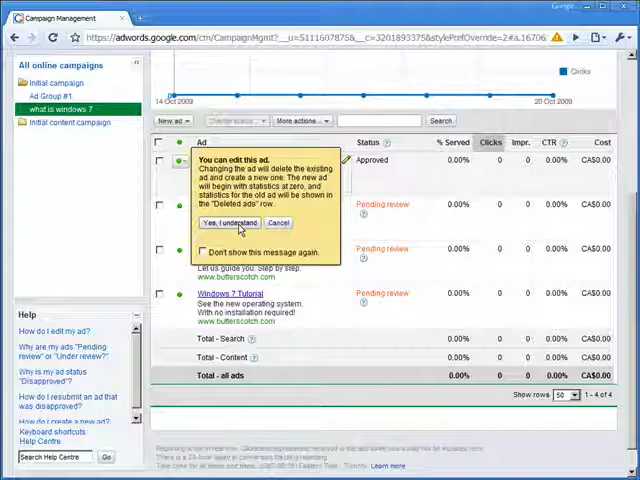 Google
Campaign Management
https://adwords.google.com/cm/CampaignMgmt?
All online campaigns
Initial campaign
Ad Group #1
what is windows 7
Initial content campaign
Clicks
14 Oct 2009
20 Oct 2009
New ad
Change status...
More actions...
Search
Ad
Status
% Served
Clicks
Impr.
CTR
Cost
Approved
0.00%
0
0
0.00%
CA$0.00
You can edit this ad.
Changing the ad will delete the existing
ad and create a new one. The new ad
will begin with statistics at zero, and
statistics for the old ad will be shown in
the "Deleted ads" row.
Yes, I understand
Cancel
Don't show this message again.
Pending review
0.00%
0
0
0.00%
CA$0.00
Pending review
0.00%
0
0
0.00%
CA$0.00
Let us guide you. Step by step.
www.butterscotch.com
Windows 7 Tutorial
See the new operating system.
With no installation required!
www.butterscotch.com
Pending review
0.00%
0
0
0.00%
CA$0.00
Total - Search
0.00%
0
0
0.00%
CA$0.00
Total - Content
0.00%
0
0
0.00%
CA$0.00
Total - all ads
0.00%
0
0
0.00%
CA$0.00
Show rows
50
1 - 4 of 4
Help
How do I edit my ad?
Why are my ads "Pending
review" or "Under review?"
Why is my ad status
"Disapproved?"
How do I resubmit an ad that
was disapproved?
How do I create a new ad?
Keyboard shortcuts
Help Centre
Search Help Centre
Go
Learn more